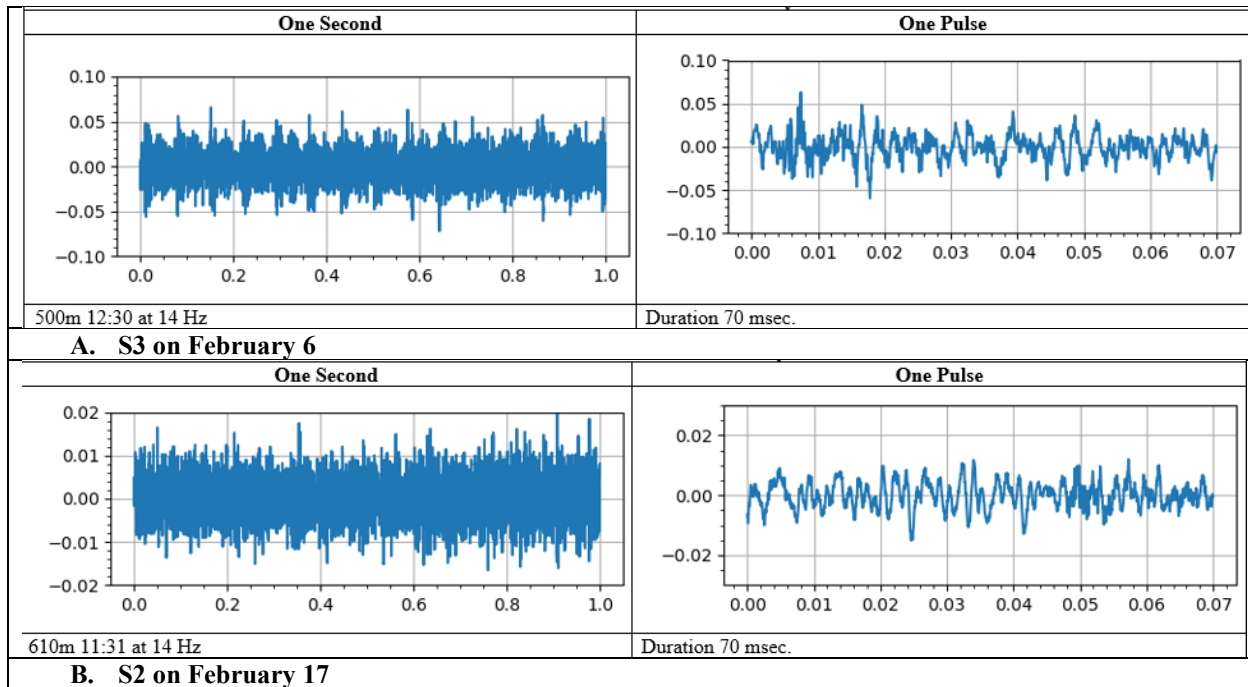 One Second
One Pulse
0.10
0.05
0.00
−0.05
−0.10
0.0 0.2 0.4 0.6 0.8 1.0
0.10
0.05
0.00
−0.05
−0.10
0.00 0.01 0.02 0.03 0.04 0.05 0.06 0.07
500m 12:30 at 14 Hz
Duration 70 msec.
A. S3 on February 6
One Second
One Pulse
0.02
0.01
0.00
−0.01
−0.02
0.0 0.2 0.4 0.6 0.8 1.0
0.02
0.00
−0.02
0.00 0.01 0.02 0.03 0.04 0.05 0.06 0.07
610m 11:31 at 14 Hz
Duration 70 msec.
B. S2 on February 17